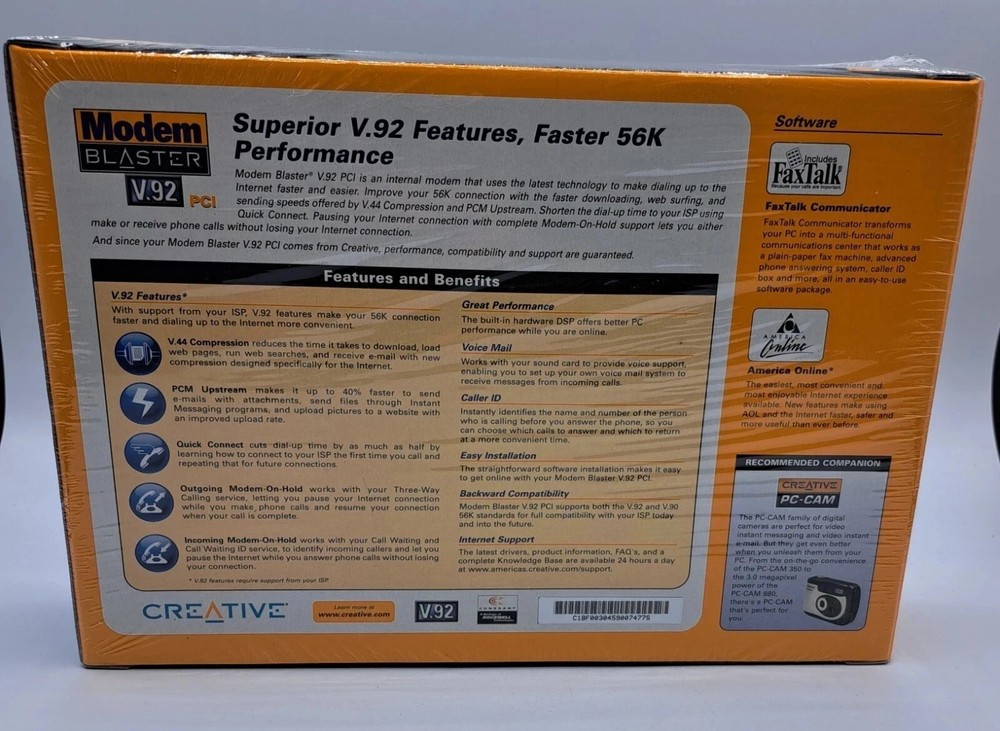 Modem
BLASTER
V.92 PCI
Superior V.92 Features, Faster 56K
Performance
Modem Blaster® V.92 PCI is an internal modem that uses the latest technology to make dialing up to the
Internet faster and easier. Improve your 56K connection with the faster downloading, web surfing, and
sending speeds offered by V.44 Compression and PCM Upstream. Shorten the dial-up time to your ISP using
Quick Connect. Pausing your Internet connection with complete Modem-On-Hold support lets you either
make or receive phone calls without losing your Internet connection.
And since your Modem Blaster V.92 PCI comes from Creative, performance, compatibility and support are guaranteed.
Features and Benefits
V.92 Features*
With support from your ISP, V.92 features make your 56K connection
faster and dialing up to the Internet more convenient.
V.44 Compression reduces the time it takes to download, load
web pages, run web searches, and receive e-mail with new
compression designed specifically for the Internet.
PCM Upstream makes it up to 40% faster to send
e-mails with attachments, send files through Instant
Messaging programs, and upload pictures to a website with
an improved upload rate.
Quick Connect cuts dial-up time by as much as half by
learning how to connect to your ISP the first time you call and
repeating that for future connections.
Outgoing Modem-On-Hold works with your Three-Way
Calling service, letting you pause your Internet connection
while you make phone calls and resume your connection
when your call is complete.
Incoming Modem-On-Hold works with your Call Waiting and
Call Waiting ID service, to identify incoming callers and let you
pause the Internet while you answer phone calls without losing
your connection.
* V.92 features require support from your ISP
Great Performance
The built-in hardware DSP offers better PC
performance while you are online.
Voice Mail
Works with your sound card to provide voice support,
enabling you to set up your own voice mail system to
receive messages from incoming calls.
Caller ID
Instantly identifies the name and number of the person
who is calling before you answer the phone, so you
can choose which calls to answer and which to return
at a more convenient time.
Easy Installation
The straightforward software installation makes it easy
to get online with your Modem Blaster V.92 PCI.
Backward Compatibility
Modem Blaster V.92 PCI supports both the V.92 and V.90
56K standards for full compatibility with your ISP today
and into the future.
Internet Support
The latest drivers, product information, FAQ's, and a
complete Knowledge Base are available 24 hours a day
at www.americas.creative.com/support.
CREATIVE
Learn more at
www.creative.com
V.92
CONEXANT
ROCKWELL
C1BF00304590074775
Software
Includes
FaxTalk®
Because your calls are important.
FaxTalk Communicator
FaxTalk Communicator transforms
your PC into a multi-functional
communications center that works as
a plain-paper fax machine, advanced
phone answering system, caller ID
box and more, all in an easy-to-use
software package.
AMERICA
Online
America Online®
The easiest, most convenient and
most enjoyable Internet experience
available. New features make using
AOL and the Internet faster, safer and
more useful than ever before.
RECOMMENDED COMPANION
CREATIVE
PC-CAM
The PC-CAM family of digital
cameras are perfect for video
instant messaging and video instant
e-mail. But they get even better
when you unleash them from your
PC. From the on-the-go convenience
of the PC-CAM 350 to
the 3.0 megapixel
power of the
PC-CAM 880,
there's a PC-CAM
that's perfect for
you.